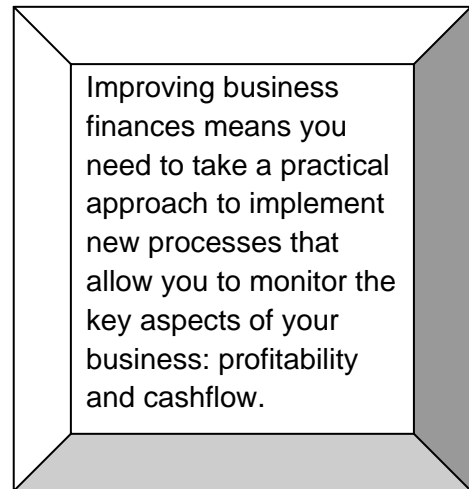 Improving business
finances means you
need to take a practical
approach to implement
new processes that
allow you to monitor the
key aspects of your
business: profitability
and cashflow.